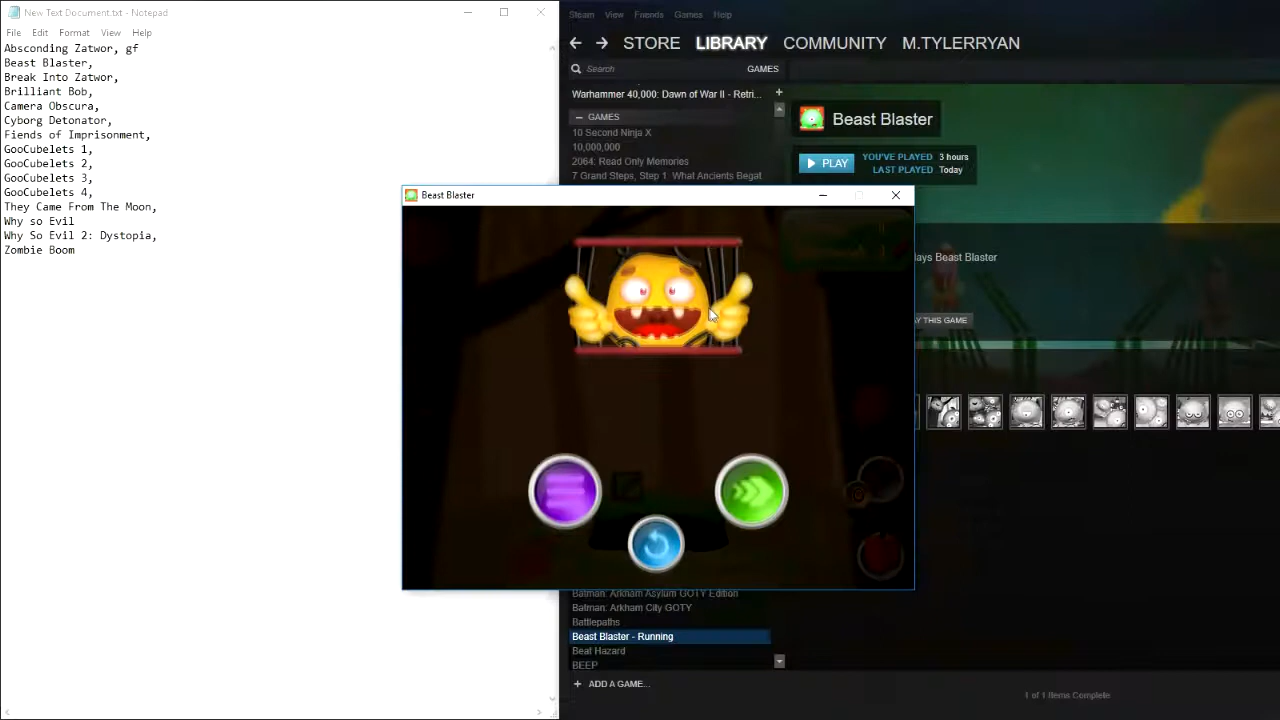 New Text Document.txt - Notepad
File Edit Format View Help
Absconding Zatwor, gf
Beast Blaster,
Break Into Zatwor,
Brilliant Bob,
Camera Obscura,
Cyborg Detonator,
Fiends of Imprisonment,
GooCubelets 1,
GooCubelets 2,
GooCubelets 3,
GooCubelets 4,
They Came From The Moon,
Why so Evil
Why So Evil 2: Dystopia,
Zombie Boom
Steam View Friends Games Help
STORE LIBRARY COMMUNITY M.TYLERRYAN
Search GAMES
Warhammer 40,000: Dawn of War II - Retri...
GAMES
10 Second Ninja X
10,000,000
2064: Read Only Memories
7 Grand Steps, Step 1: What Ancients Begat
Beast Blaster
PLAY
YOU'VE PLAYED 3 hours
LAST PLAYED Today
Beast Blaster
lays Beast Blaster
AY THIS GAME
Batman: Arkham Asylum GOTY Edition
Batman: Arkham City GOTY
Battlepaths
Beast Blaster - Running
Beat Hazard
BEEP
ADD A GAME...
1 of 1 Items Complete